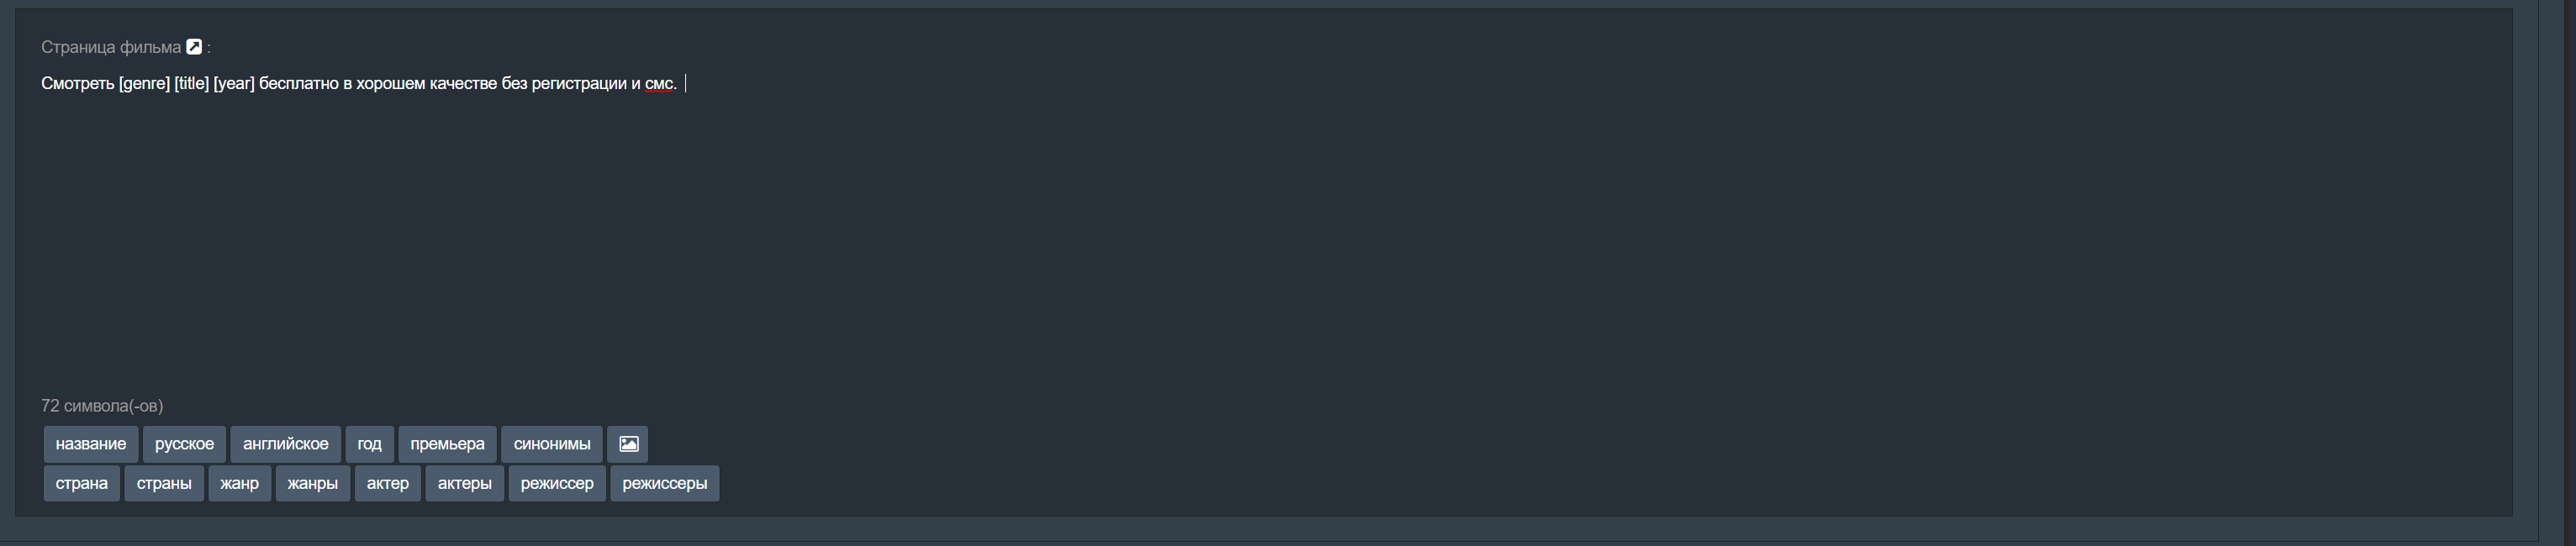 Страница фильма :
Смотреть [genre] [title] [year] бесплатно в хорошем качестве без регистрации и смс.
72 символа(-ов)
название русское английское год премьера синонимы
страна страны жанр жанры актер актеры режиссер режиссеры